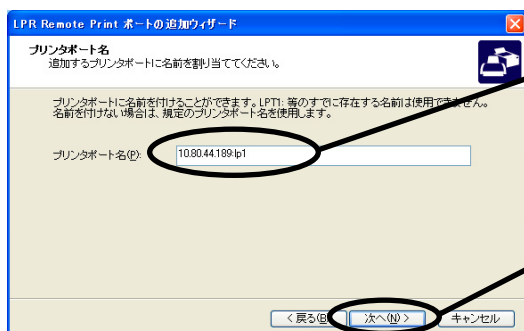 LPR Remote Print ポートの追加ウィザード
プリンタポート名
追加するプリンタポートに名前を割り当ててください。
プリンタポートに名前を付けることができます。LPT1: 等のすでに存在する名前は使用できません。
名前を付けない場合は、規定のプリンタポート名を使用します。
プリンタポート名(P):
10.80.44.189:lp1
< 戻る(B)
次へ(N) >
キャンセル